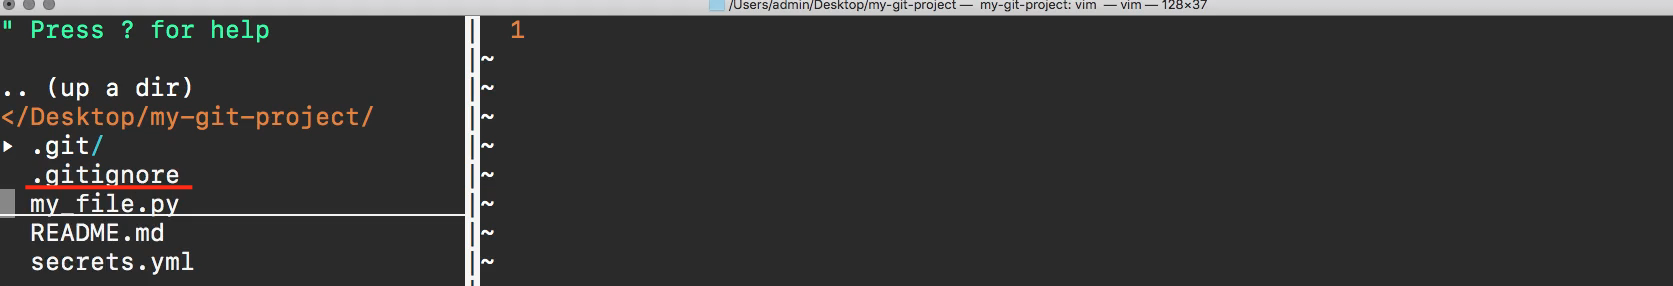 /Users/admin/Desktop/my-git-project — my-git-project: vim — vim — 128×37
" Press ? for help
.. (up a dir)
</Desktop/my-git-project/
▸ .git/
.gitignore
my_file.py
README.md
secrets.yml
1
~
~
~
~
~
~
~
~